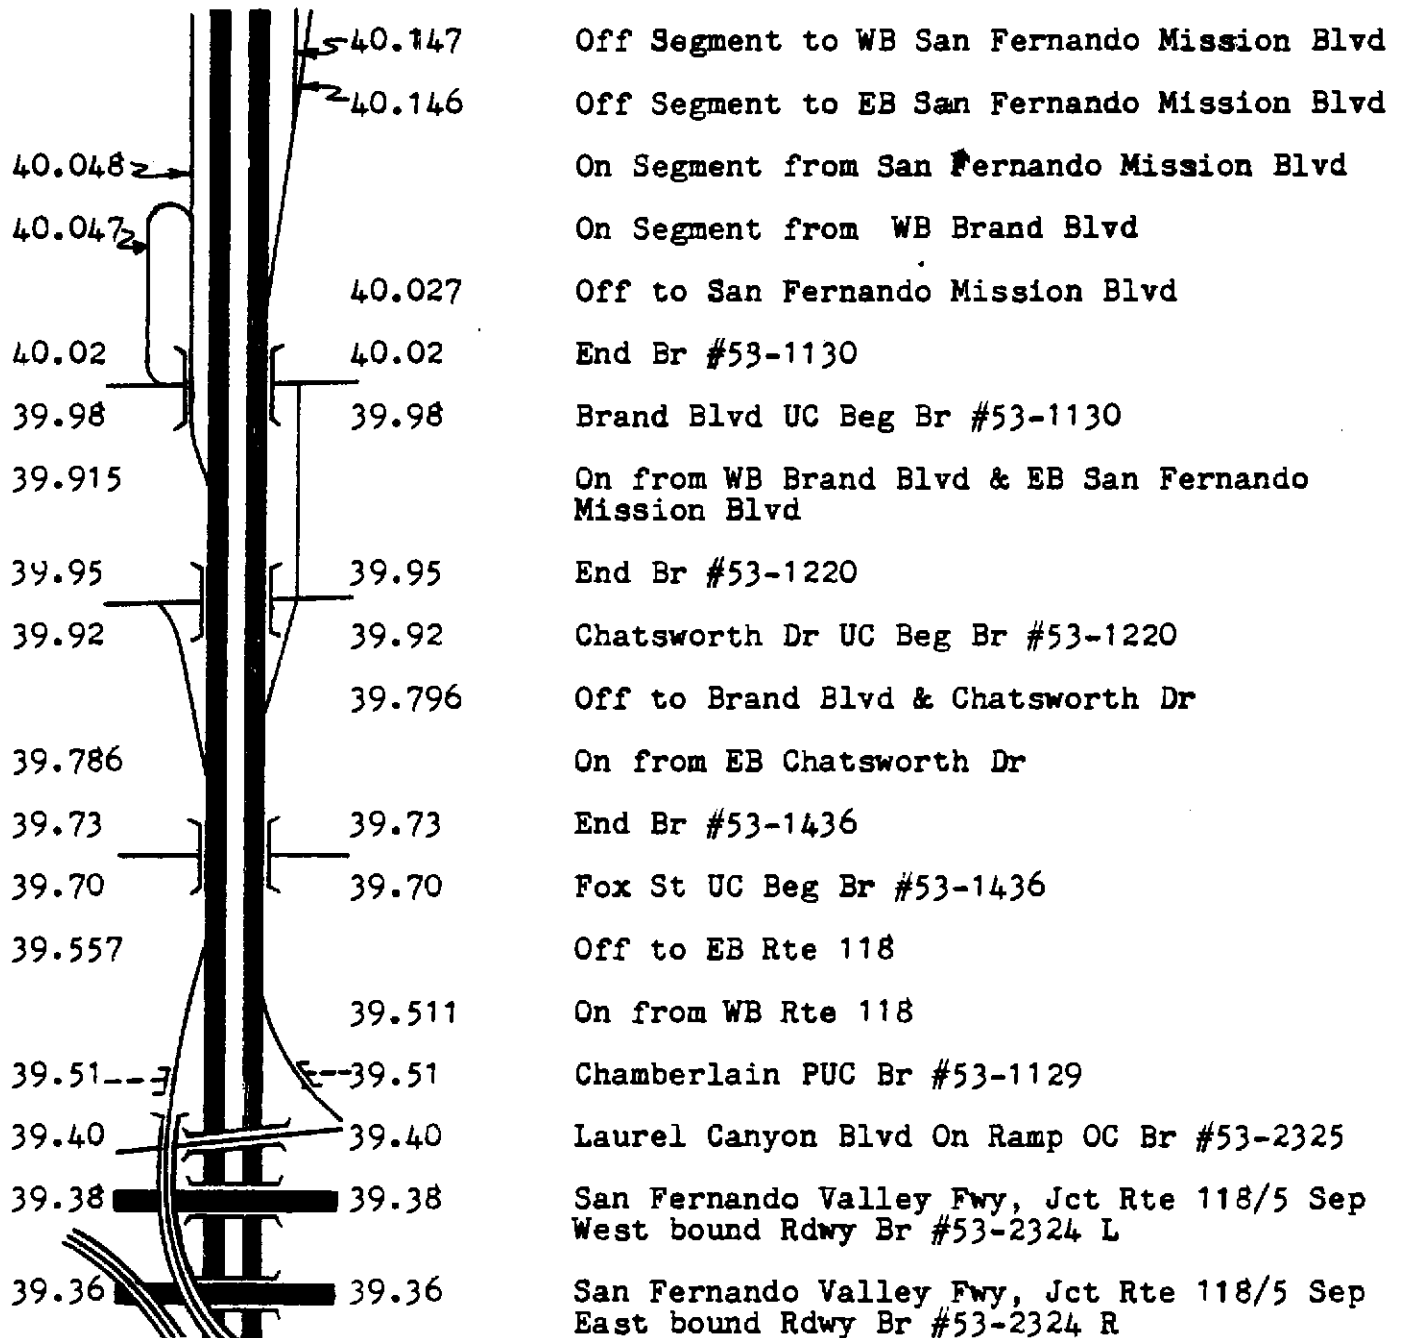 40.147 Off Segment to WB San Fernando Mission Blvd
40.146 Off Segment to EB San Fernando Mission Blvd
40.048 On Segment from San Fernando Mission Blvd
40.047 On Segment from WB Brand Blvd
40.027 Off to San Fernando Mission Blvd
40.02 40.02 End Br #53-1130
39.98 39.98 Brand Blvd UC Beg Br #53-1130
39.915 On from WB Brand Blvd & EB San Fernando
Mission Blvd
39.95 39.95 End Br #53-1220
39.92 39.92 Chatsworth Dr UC Beg Br #53-1220
39.796 Off to Brand Blvd & Chatsworth Dr
39.786 On from EB Chatsworth Dr
39.73 39.73 End Br #53-1436
39.70 39.70 Fox St UC Beg Br #53-1436
39.557 Off to EB Rte 118
39.511 On from WB Rte 118
39.51 39.51 Chamberlain PUC Br #53-1129
39.40 39.40 Laurel Canyon Blvd On Ramp OC Br #53-2325
39.38 39.38 San Fernando Valley Fwy, Jct Rte 118/5 Sep
West bound Rdwy Br #53-2324 L
39.36 39.36 San Fernando Valley Fwy, Jct Rte 118/5 Sep
East bound Rdwy Br #53-2324 R